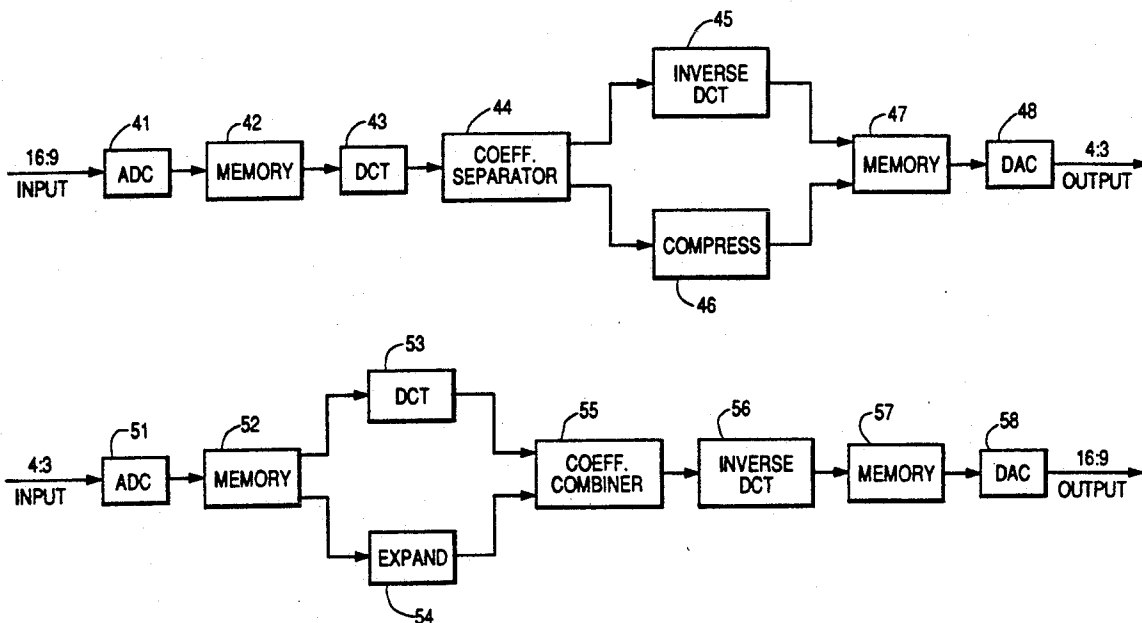 45
INVERSE
DCT
41
42
43
44
47
48
16:9
INPUT
ADC
MEMORY
DCT
COEFF.
SEPARATOR
MEMORY
DAC
4:3
OUTPUT
COMPRESS
46
53
DCT
51
52
55
56
57
58
4:3
INPUT
ADC
MEMORY
COEFF.
COMBINER
INVERSE
DCT
MEMORY
DAC
16:9
OUTPUT
EXPAND
54